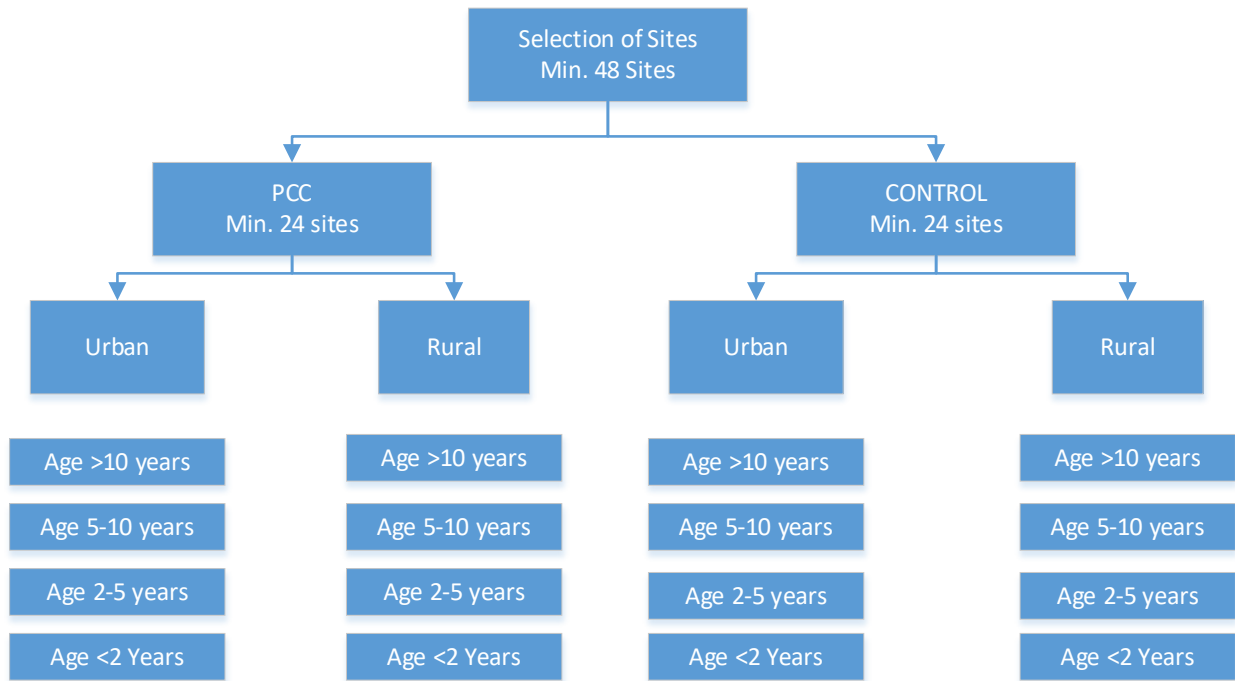 Selection of Sites
Min. 48 Sites
PCC
Min. 24 sites
CONTROL
Min. 24 sites
Urban
Rural
Urban
Rural
Age >10 years
Age >10 years
Age >10 years
Age >10 years
Age 5-10 years
Age 5-10 years
Age 5-10 years
Age 5-10 years
Age 2-5 years
Age 2-5 years
Age 2-5 years
Age 2-5 years
Age <2 Years
Age <2 Years
Age <2 Years
Age <2 Years